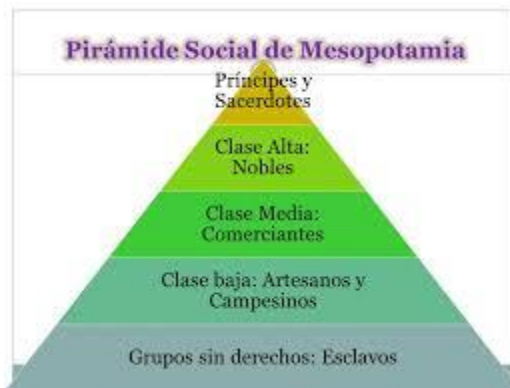 Pirámide Social de Mesopotamia
Príncipes y
Sacerdotes
Clase Alta:
Nobles
Clase Media:
Comerciantes
Clase baja: Artesanos y
Campesinos
Grupos sin derechos: Esclavos